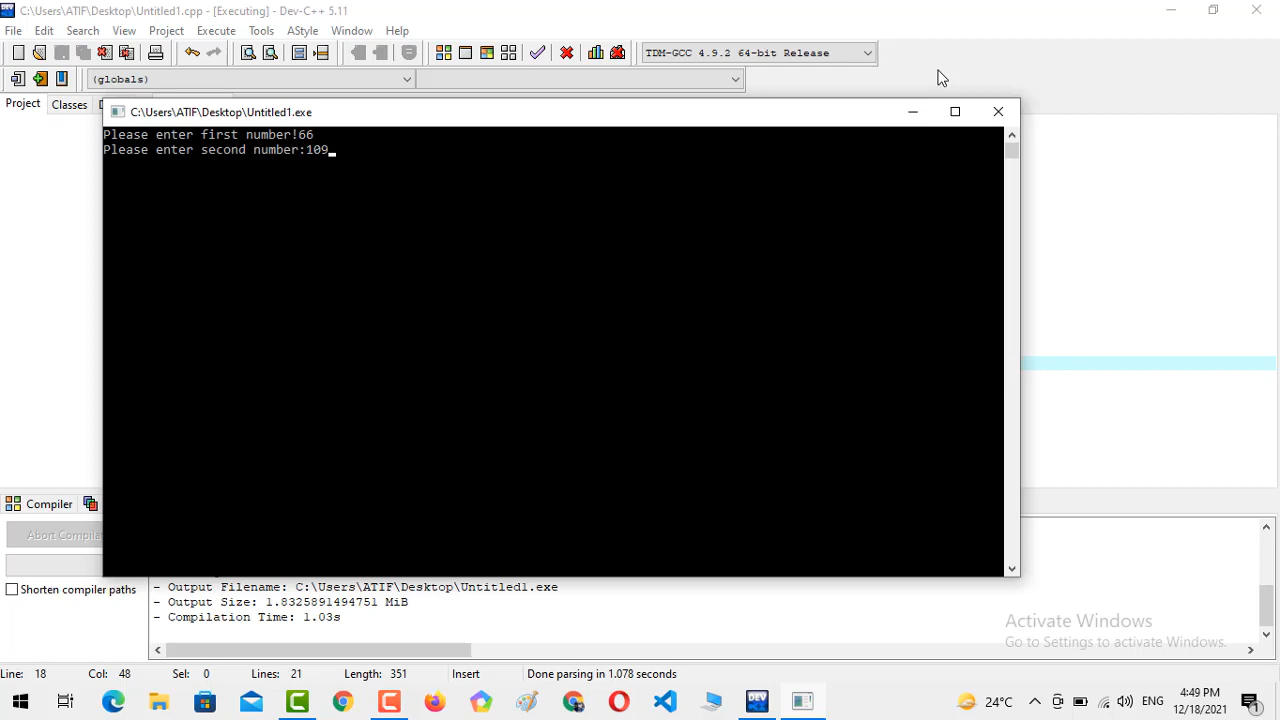 C:\Users\ATIF\Desktop\Untitled1.cpp - [Executing] - Dev-C++ 5.11
File Edit Search View Project Execute Tools AStyle Window Help
TDM-GCC 4.9.2 64-bit Release
(globals)
Project Classes
C:\Users\ATIF\Desktop\Untitled1.exe
Please enter first number!66
Please enter second number:109
Compiler
Abort Compila
Shorten compiler paths
- Output Filename: C:\Users\ATIF\Desktop\Untitled1.exe
- Output Size: 1.8325891494751 MiB
- Compilation Time: 1.03s
Activate Windows
Go to Settings to activate Windows.
Line: 18 Col: 48 Sel: 0 Lines: 21 Length: 351 Insert Done parsing in 1.078 seconds
24°C ENG 4:49 PM
12/18/2021